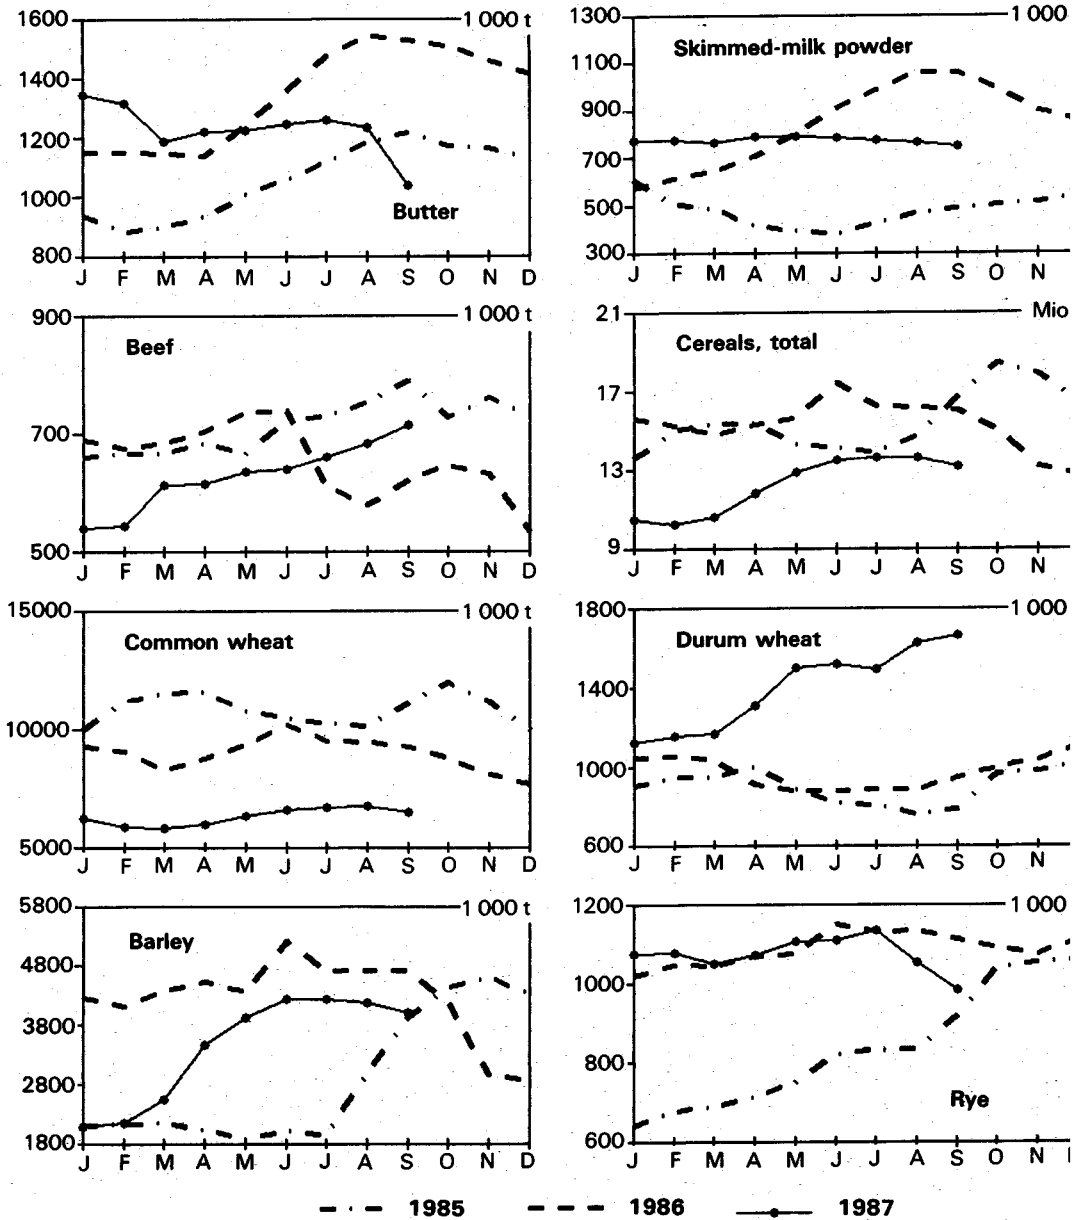 1600 1 000 t
1400
1200
1000
800
Butter
J F M A M J J A S O N D
1300 1 000
1100
900
700
500
300
Skimmed-milk powder
J F M A M J J A S O N
900 1 000 t
700
500
Beef
J F M A M J J A S O N D
21 Mio
17
13
9
Cereals, total
J F M A M J J A S O N
15000 1 000 t
10000
5000
Common wheat
J F M A M J J A S O N D
1800 1 000
1400
1000
600
Durum wheat
J F M A M J J A S O N
5800 1 000 t
4800
3800
2800
1800
Barley
J F M A M J J A S O N D
1200 1 000
1000
800
600
Rye
J F M A M J J A S O N
1985 1986 1987